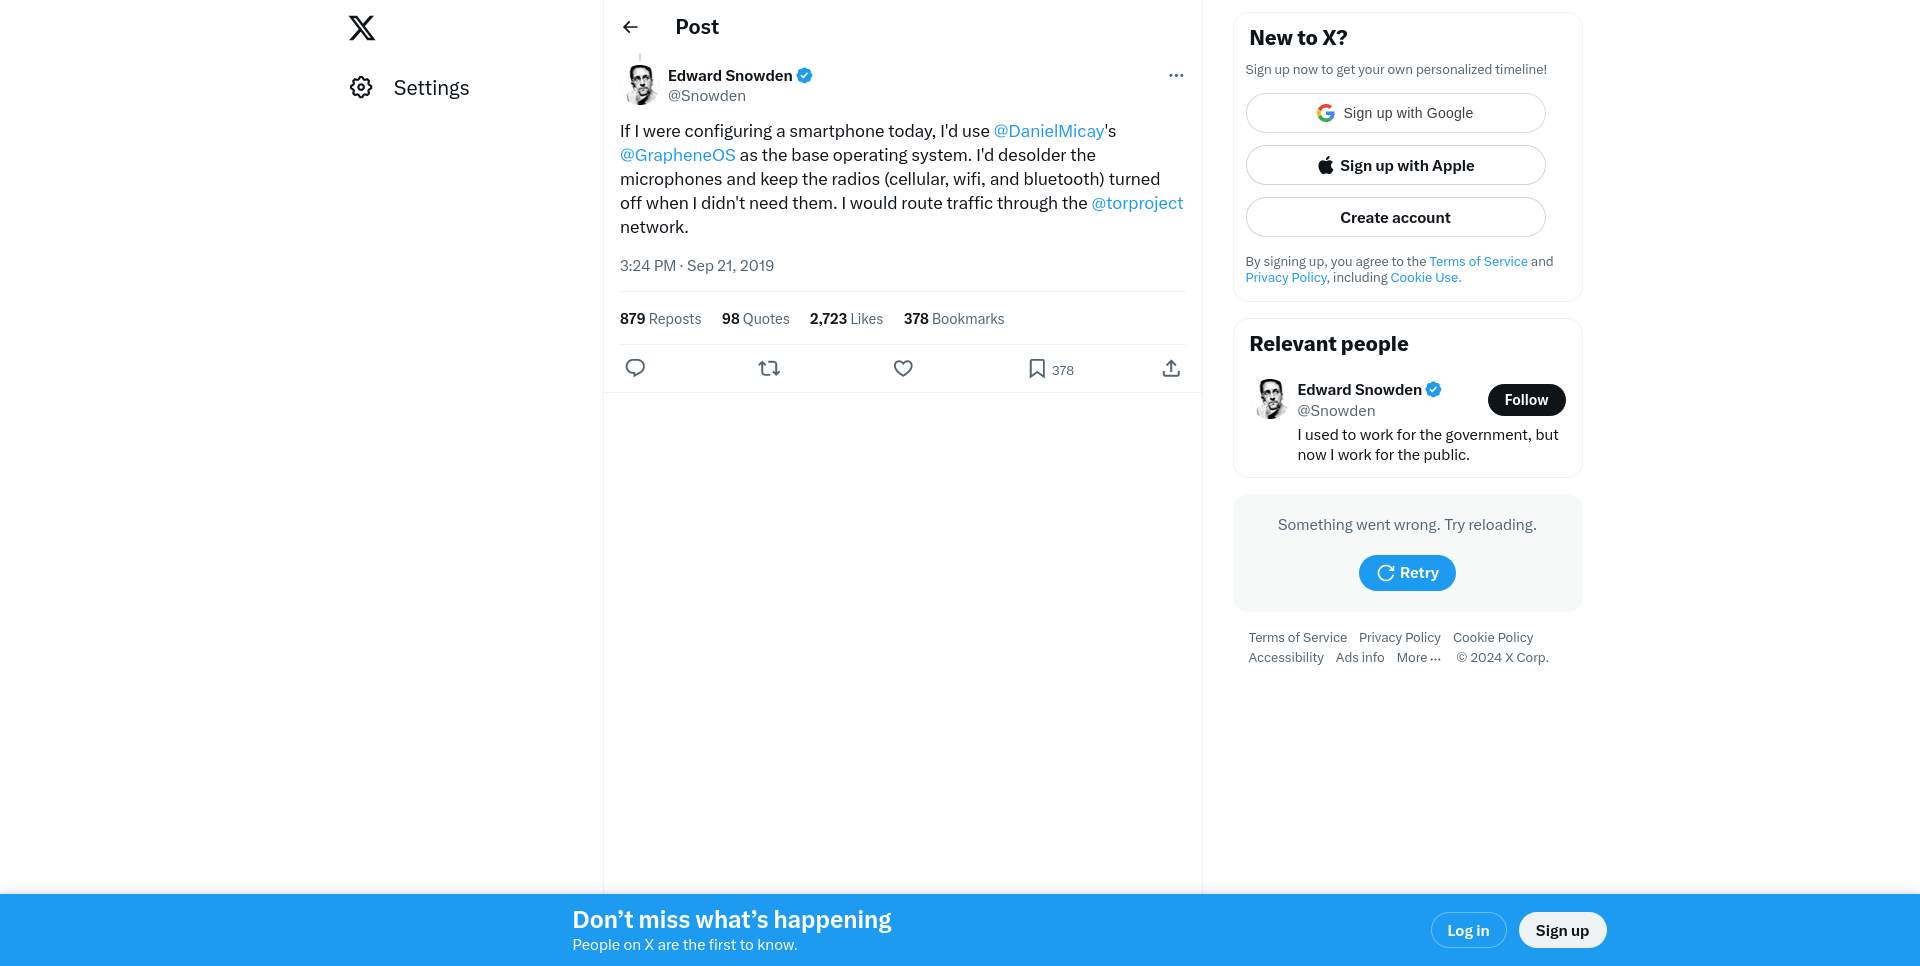 Settings
Post
Edward Snowden
@Snowden
If I were configuring a smartphone today, I'd use @DanielMicay's
@GrapheneOS as the base operating system. I'd desolder the
microphones and keep the radios (cellular, wifi, and bluetooth) turned
off when I didn't need them. I would route traffic through the @torproject
network.
3:24 PM · Sep 21, 2019
879 Reposts 98 Quotes 2,723 Likes 378 Bookmarks
378
New to X?
Sign up now to get your own personalized timeline!
Sign up with Google
Sign up with Apple
Create account
By signing up, you agree to the Terms of Service and
Privacy Policy, including Cookie Use.
Relevant people
Edward Snowden
@Snowden
Follow
I used to work for the government, but
now I work for the public.
Something went wrong. Try reloading.
Retry
Terms of Service Privacy Policy Cookie Policy
Accessibility Ads info More ··· © 2024 X Corp.
Don’t miss what’s happening
People on X are the first to know.
Log in Sign up